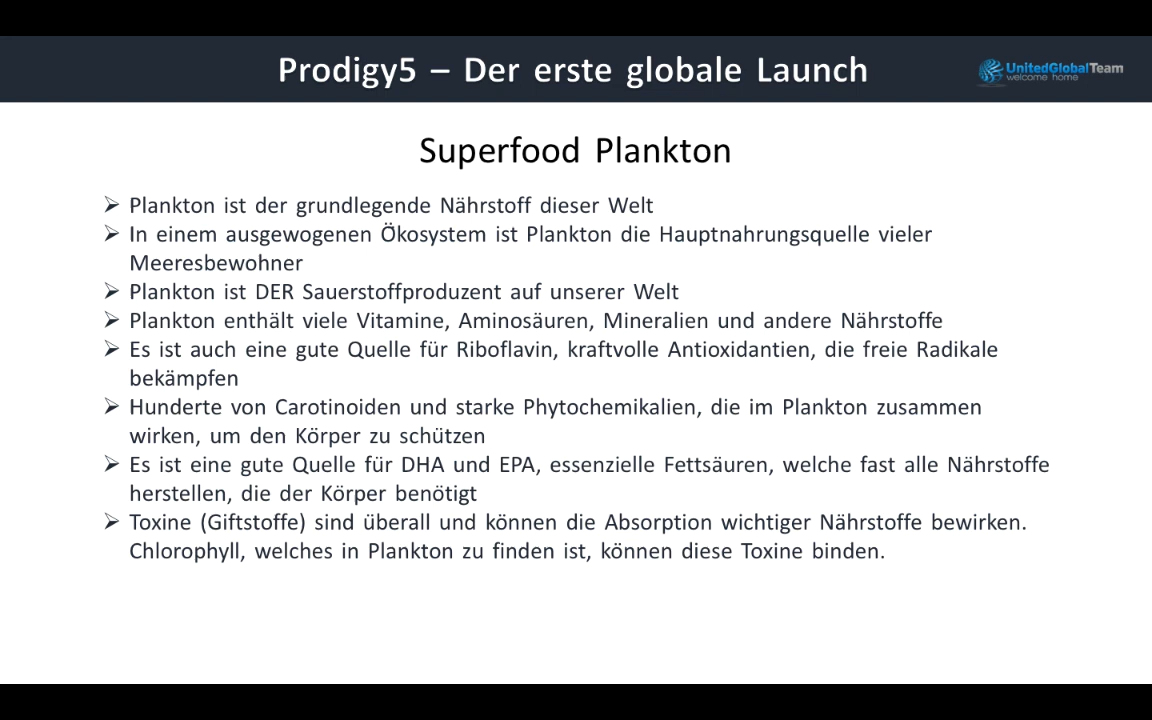 Prodigy5 – Der erste globale Launch
UnitedGlobalTeam
welcome home
Superfood Plankton
➢ Plankton ist der grundlegende Nährstoff dieser Welt
➢ In einem ausgewogenen Ökosystem ist Plankton die Hauptnahrungsquelle vieler
Meeresbewohner
➢ Plankton ist DER Sauerstoffproduzent auf unserer Welt
➢ Plankton enthält viele Vitamine, Aminosäuren, Mineralien und andere Nährstoffe
➢ Es ist auch eine gute Quelle für Riboflavin, kraftvolle Antioxidantien, die freie Radikale
bekämpfen
➢ Hunderte von Carotinoiden und starke Phytochemikalien, die im Plankton zusammen
wirken, um den Körper zu schützen
➢ Es ist eine gute Quelle für DHA und EPA, essenzielle Fettsäuren, welche fast alle Nährstoffe
herstellen, die der Körper benötigt
➢ Toxine (Giftstoffe) sind überall und können die Absorption wichtiger Nährstoffe bewirken.
Chlorophyll, welches in Plankton zu finden ist, können diese Toxine binden.